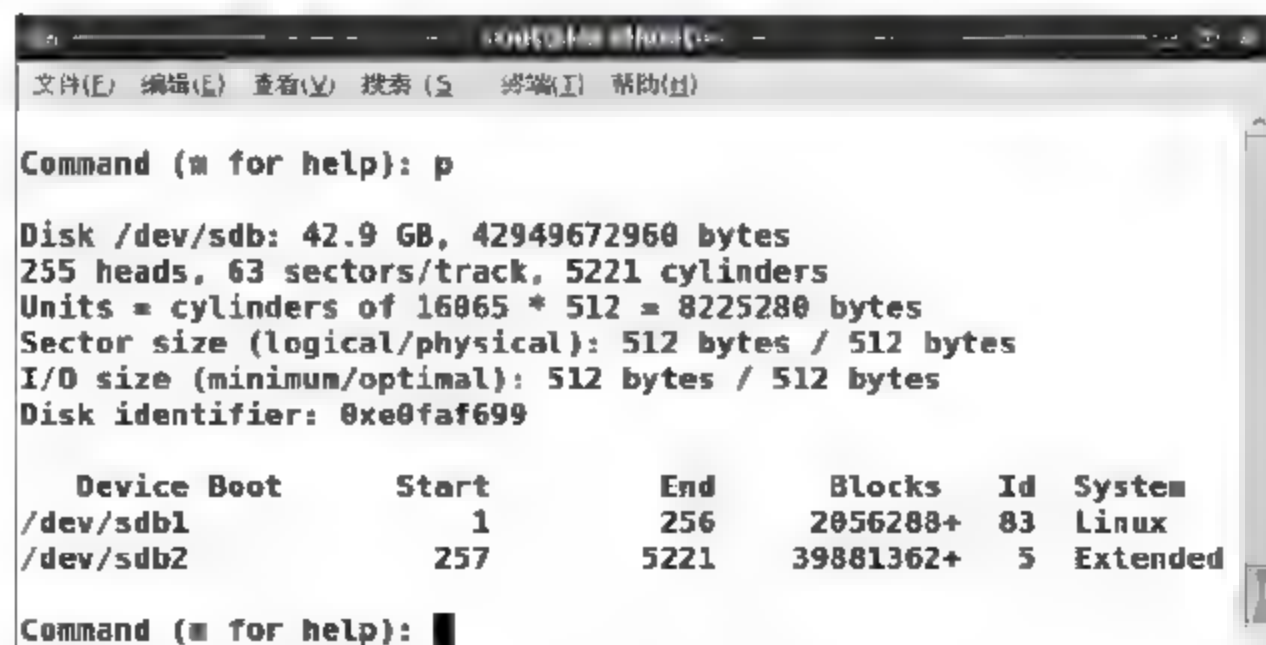 文件(F) 编辑(E) 查看(V) 搜索 (S 终端(T) 帮助(H)
Command (m for help): p
Disk /dev/sdb: 42.9 GB, 42949672960 bytes
255 heads, 63 sectors/track, 5221 cylinders
Units = cylinders of 16065 * 512 = 8225280 bytes
Sector size (logical/physical): 512 bytes / 512 bytes
I/O size (minimum/optimal): 512 bytes / 512 bytes
Disk identifier: 0xe0faf699
Device Boot Start End Blocks Id System
/dev/sdb1 1 256 2056288+ 83 Linux
/dev/sdb2 257 5221 39881362+ 5 Extended
Command (m for help):